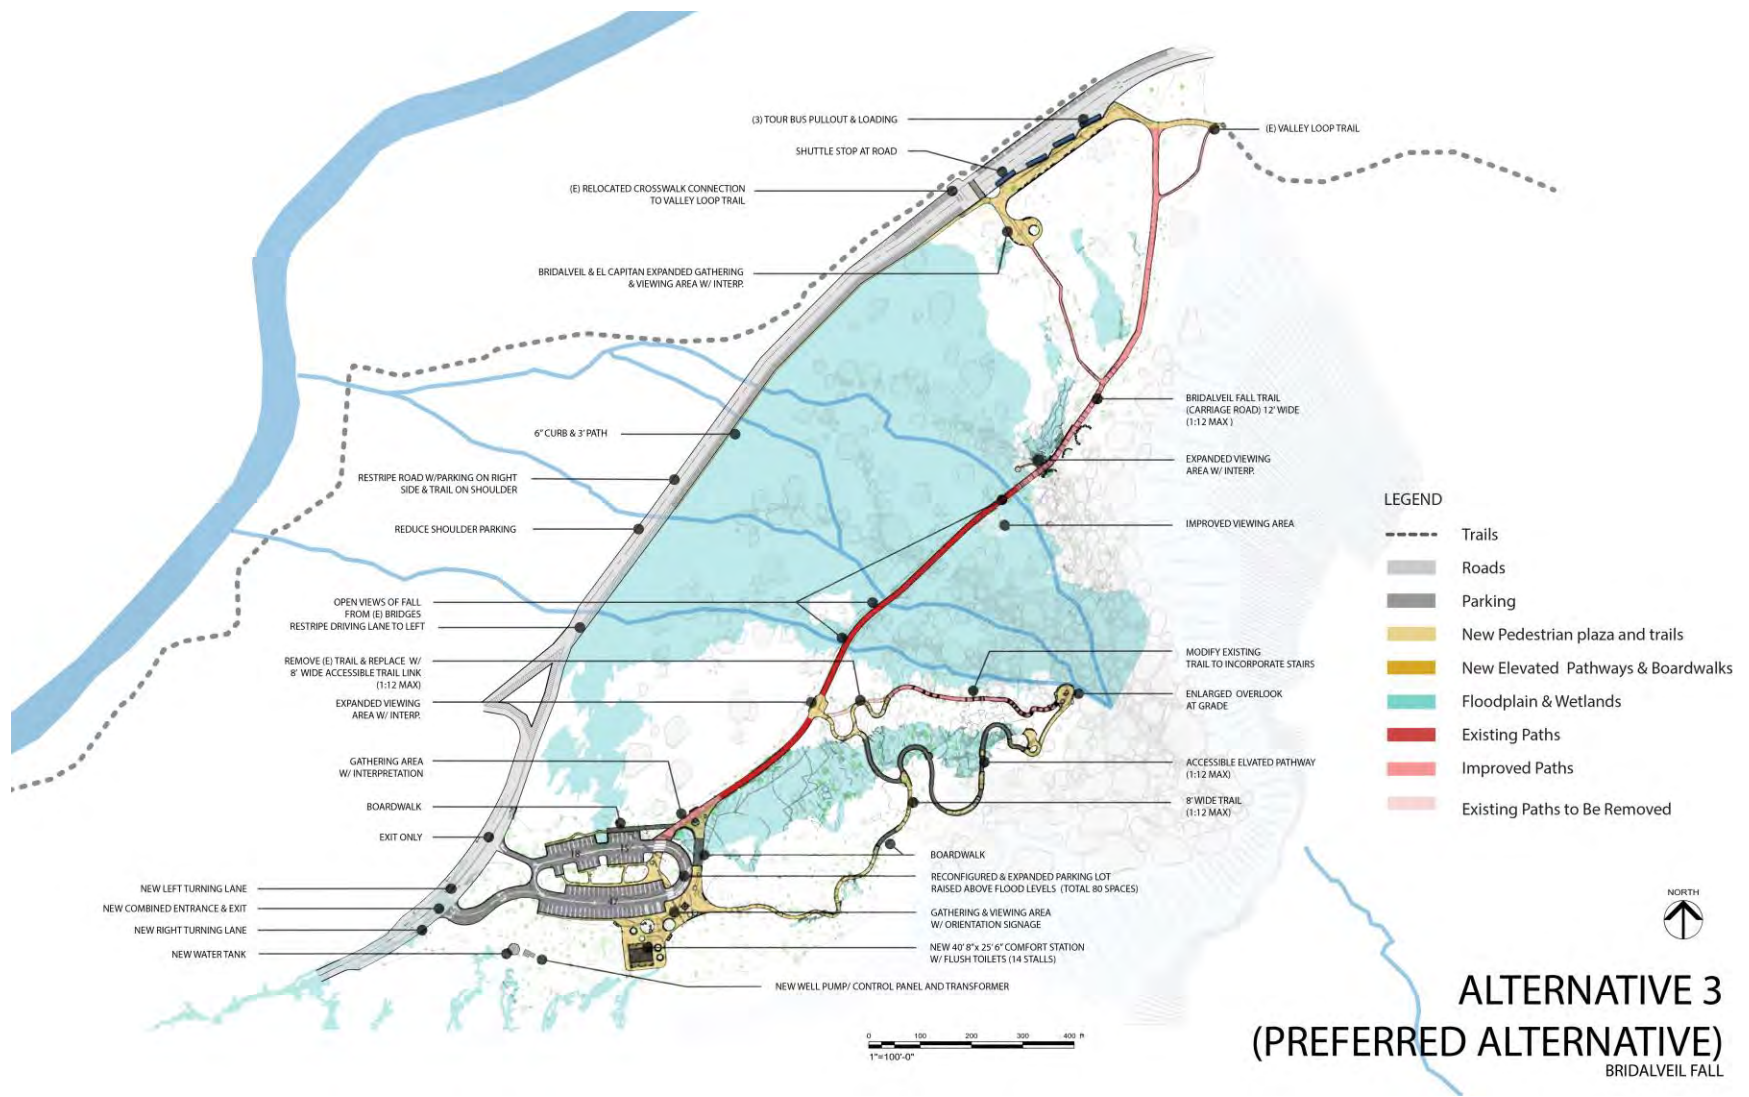 (3) TOUR BUS PULLOUT & LOADING
SHUTTLE STOP AT ROAD
(E) RELOCATED CROSSWALK CONNECTION
TO VALLEY LOOP TRAIL
BRIDALVEIL & EL CAPITAN EXPANDED GATHERING
& VIEWING AREA W/ INTERP.
6" CURB & 3' PATH
RESTRIPE ROAD W/PARKING ON RIGHT
SIDE & TRAIL ON SHOULDER
REDUCE SHOULDER PARKING
OPEN VIEWS OF FALL
FROM (E) BRIDGES
RESTRIPE DRIVING LANE TO LEFT
REMOVE (E) TRAIL & REPLACE W/
8' WIDE ACCESSIBLE TRAIL LINK
(1:12 MAX)
EXPANDED VIEWING
AREA W/ INTERP.
GATHERING AREA
W/ INTERPRETATION
BOARDWALK
EXIT ONLY
NEW LEFT TURNING LANE
NEW COMBINED ENTRANCE & EXIT
NEW RIGHT TURNING LANE
NEW WATER TANK
(E) VALLEY LOOP TRAIL
BRIDALVEIL FALL TRAIL
(CARRIAGE ROAD) 12' WIDE
(1:12 MAX )
EXPANDED VIEWING
AREA W/ INTERP.
IMPROVED VIEWING AREA
MODIFY EXISTING
TRAIL TO INCORPORATE STAIRS
ENLARGED OVERLOOK
AT GRADE
ACCESSIBLE ELVATED PATHWAY
(1:12 MAX)
8' WIDE TRAIL
(1:12 MAX)
BOARDWALK
RECONFIGURED & EXPANDED PARKING LOT
RAISED ABOVE FLOOD LEVELS (TOTAL 80 SPACES)
GATHERING & VIEWING AREA
W/ ORIENTATION SIGNAGE
NEW 40' 8"x 25' 6" COMFORT STATION
W/ FLUSH TOILETS (14 STALLS)
NEW WELL PUMP/ CONTROL PANEL AND TRANSFORMER
LEGEND
Trails
Roads
Parking
New Pedestrian plaza and trails
New Elevated Pathways & Boardwalks
Floodplain & Wetlands
Existing Paths
Improved Paths
Existing Paths to Be Removed
NORTH
0 100 200 300 400 ft
1"=100'-0"
ALTERNATIVE 3
(PREFERRED ALTERNATIVE)
BRIDALVEIL FALL